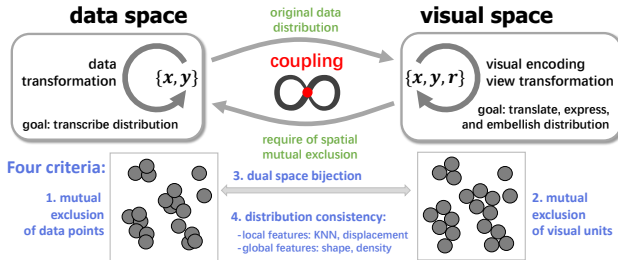 data space
original data
distribution
visual space
data
transformation
{x, y}
goal: transcribe distribution
coupling
{x, y, r}
visual encoding
view transformation
goal: translate, express,
and embellish distribution
require of spatial
mutual exclusion
Four criteria:
1. mutual
exclusion
of data points
3. dual space bijection
4. distribution consistency:
-local features: KNN, displacement
-global features: shape, density
2. mutual
exclusion
of visual units